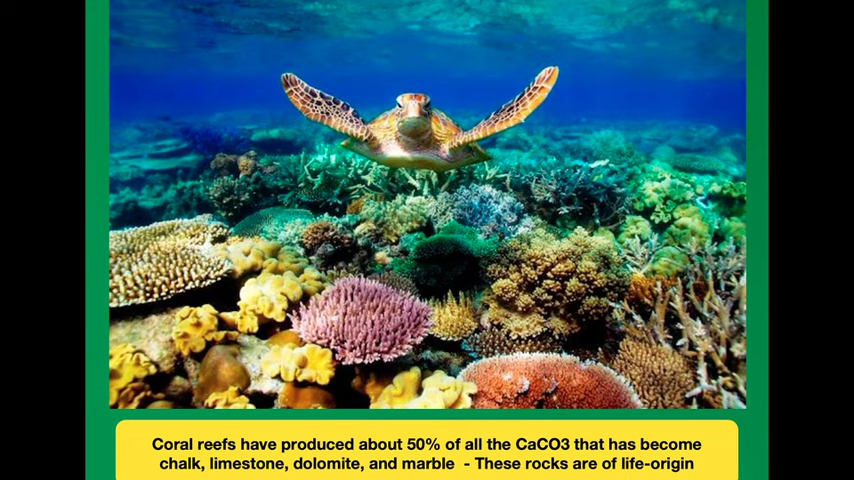 Coral reefs have produced about 50% of all the CaCO3 that has become
chalk, limestone, dolomite, and marble - These rocks are of life-origin